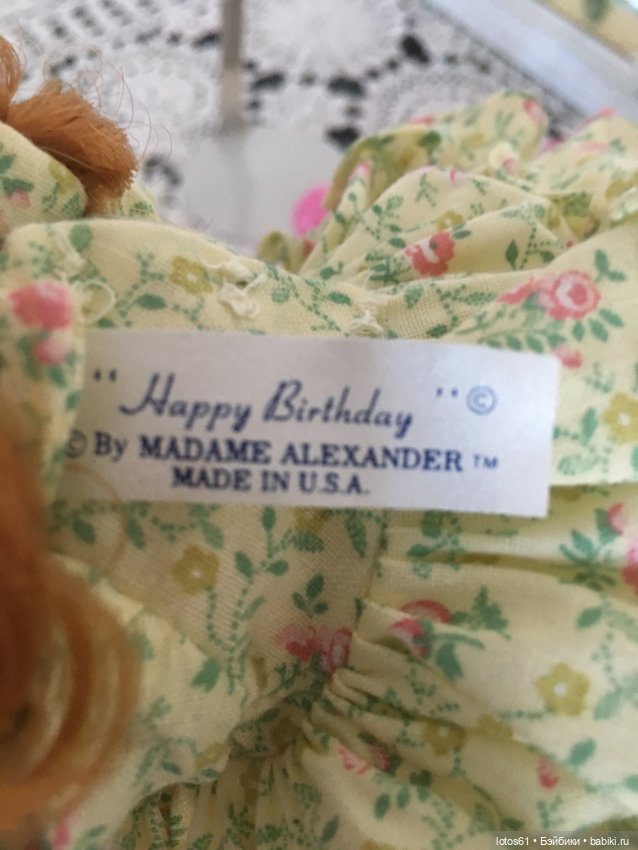 " Happy Birthday " ©
© By MADAME ALEXANDER ™
MADE IN U.S.A.
lotos61 • Бэйбики • babiki.ru